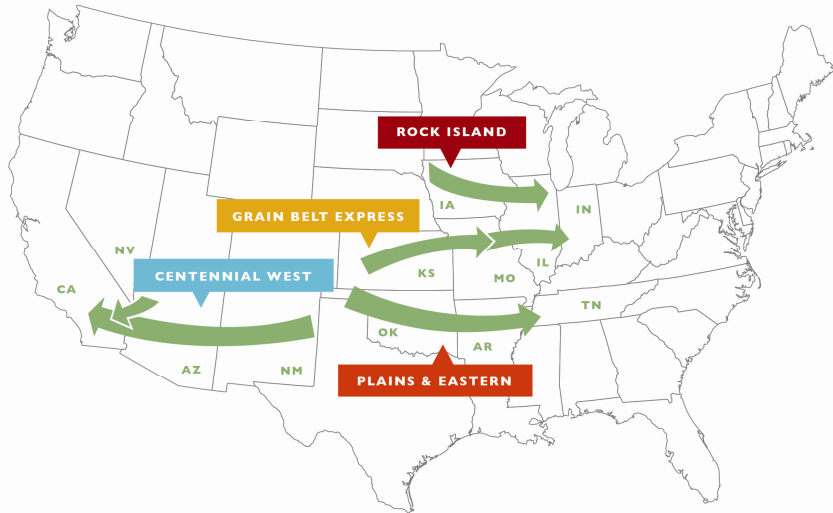 ROCK ISLAND
IA
IN
GRAIN BELT EXPRESS
NV
IL
KS
MO
CENTENNIAL WEST
CA
TN
OK
AR
AZ
NM
PLAINS & EASTERN